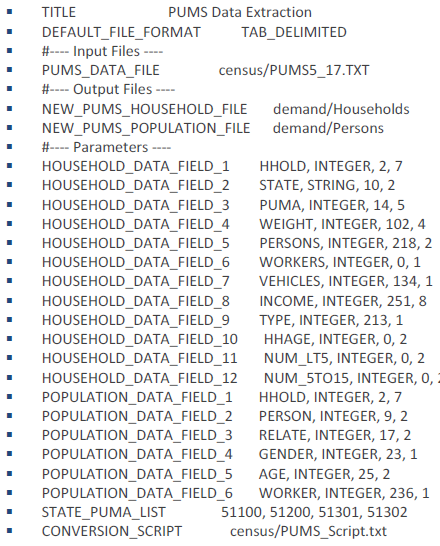 ▪ TITLE PUMS Data Extraction
▪ DEFAULT_FILE_FORMAT TAB_DELIMITED
▪ #---- Input Files ----
▪ PUMS_DATA_FILE census/PUMS5_17.TXT
▪ #---- Output Files ----
▪ NEW_PUMS_HOUSEHOLD_FILE demand/Households
▪ NEW_PUMS_POPULATION_FILE demand/Persons
▪ #---- Parameters ----
▪ HOUSEHOLD_DATA_FIELD_1 HHOLD, INTEGER, 2, 7
▪ HOUSEHOLD_DATA_FIELD_2 STATE, STRING, 10, 2
▪ HOUSEHOLD_DATA_FIELD_3 PUMA, INTEGER, 14, 5
▪ HOUSEHOLD_DATA_FIELD_4 WEIGHT, INTEGER, 102, 4
▪ HOUSEHOLD_DATA_FIELD_5 PERSONS, INTEGER, 218, 2
▪ HOUSEHOLD_DATA_FIELD_6 WORKERS, INTEGER, 0, 1
▪ HOUSEHOLD_DATA_FIELD_7 VEHICLES, INTEGER, 134, 1
▪ HOUSEHOLD_DATA_FIELD_8 INCOME, INTEGER, 251, 8
▪ HOUSEHOLD_DATA_FIELD_9 TYPE, INTEGER, 213, 1
▪ HOUSEHOLD_DATA_FIELD_10 HHAGE, INTEGER, 0, 2
▪ HOUSEHOLD_DATA_FIELD_11 NUM_LT5, INTEGER, 0, 2
▪ HOUSEHOLD_DATA_FIELD_12 NUM_5TO15, INTEGER, 0, 2
▪ POPULATION_DATA_FIELD_1 HHOLD, INTEGER, 2, 7
▪ POPULATION_DATA_FIELD_2 PERSON, INTEGER, 9, 2
▪ POPULATION_DATA_FIELD_3 RELATE, INTEGER, 17, 2
▪ POPULATION_DATA_FIELD_4 GENDER, INTEGER, 23, 1
▪ POPULATION_DATA_FIELD_5 AGE, INTEGER, 25, 2
▪ POPULATION_DATA_FIELD_6 WORKER, INTEGER, 236, 1
▪ STATE_PUMA_LIST 51100, 51200, 51301, 51302
▪ CONVERSION_SCRIPT census/PUMS_Script.txt